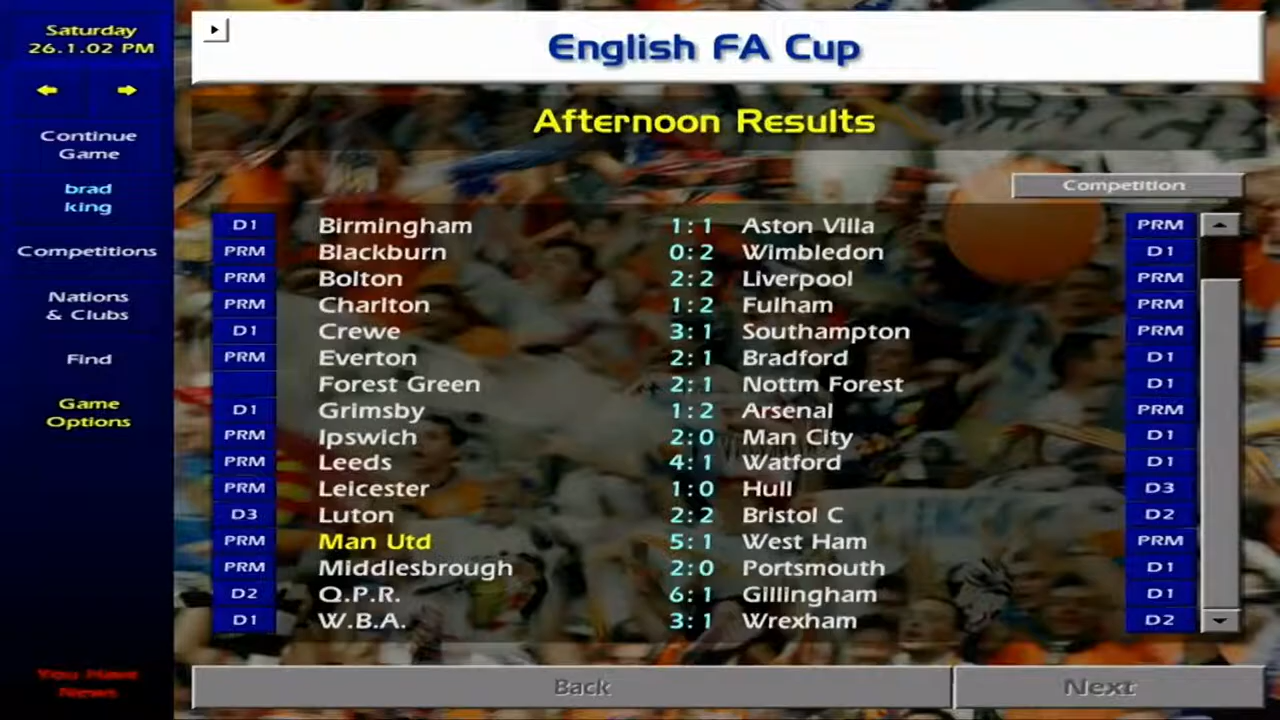 Saturday
26.1.02 PM
Continue
Game
brad
king
Competitions
Nations
& Clubs
Find
Game
Options
You Have
News
English FA Cup
Afternoon Results
Competition
D1 Birmingham 1:1 Aston Villa PRM
PRM Blackburn 0:2 Wimbledon D1
PRM Bolton 2:2 Liverpool PRM
PRM Charlton 1:2 Fulham PRM
D1 Crewe 3:1 Southampton PRM
PRM Everton 2:1 Bradford D1
Forest Green 2:1 Nottm Forest D1
D1 Grimsby 1:2 Arsenal PRM
PRM Ipswich 2:0 Man City D1
PRM Leeds 4:1 Watford D1
PRM Leicester 1:0 Hull D3
D3 Luton 2:2 Bristol C D2
PRM Man Utd 5:1 West Ham PRM
PRM Middlesbrough 2:0 Portsmouth D1
D2 Q.P.R. 6:1 Gillingham D1
D1 W.B.A. 3:1 Wrexham D2
Back
Next